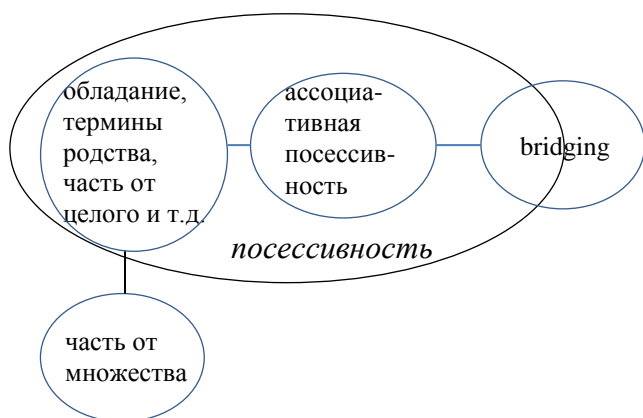 обладание,
термины
родства,
часть от
целого и т.д.
ассоциа-
тивная
посессив-
ность
bridging
посессивность
часть от
множества